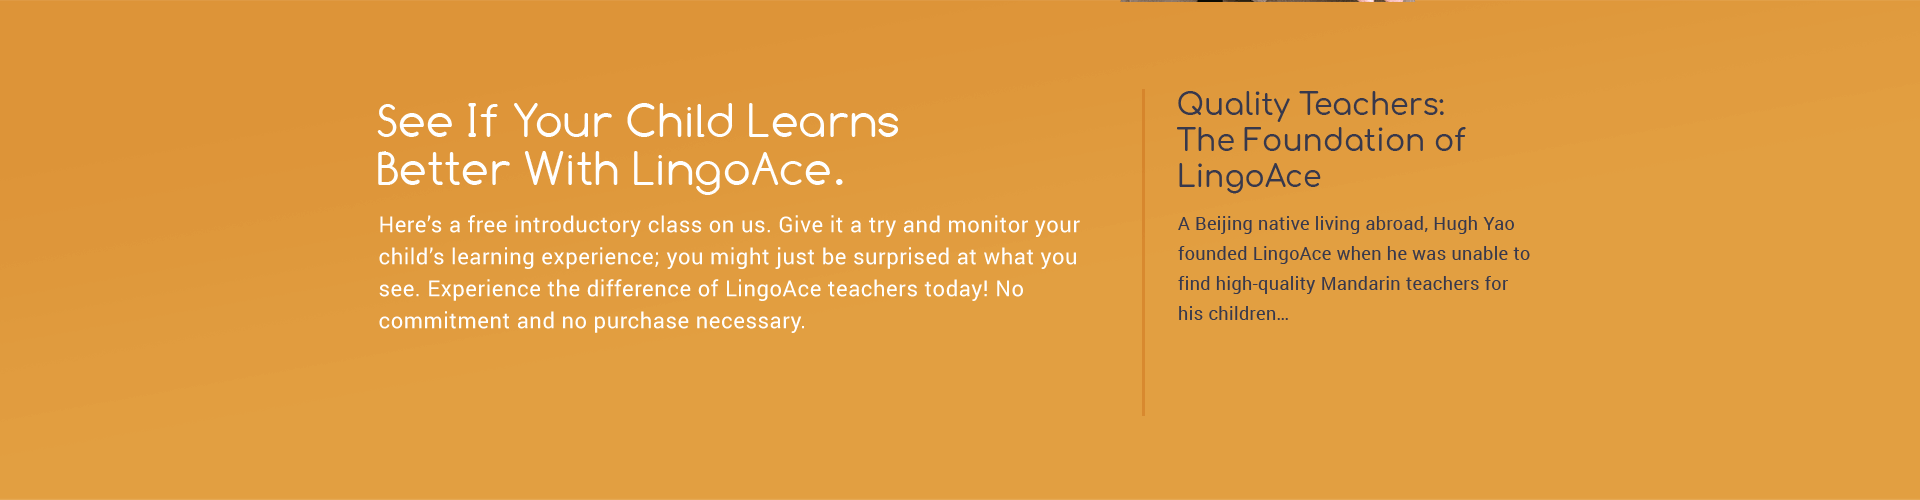 See If Your Child Learns
Better With LingoAce.
Here’s a free introductory class on us. Give it a try and monitor your
child’s learning experience; you might just be surprised at what you
see. Experience the difference of LingoAce teachers today! No
commitment and no purchase necessary.
Quality Teachers:
The Foundation of
LingoAce
A Beijing native living abroad, Hugh Yao
founded LingoAce when he was unable to
find high-quality Mandarin teachers for
his children…